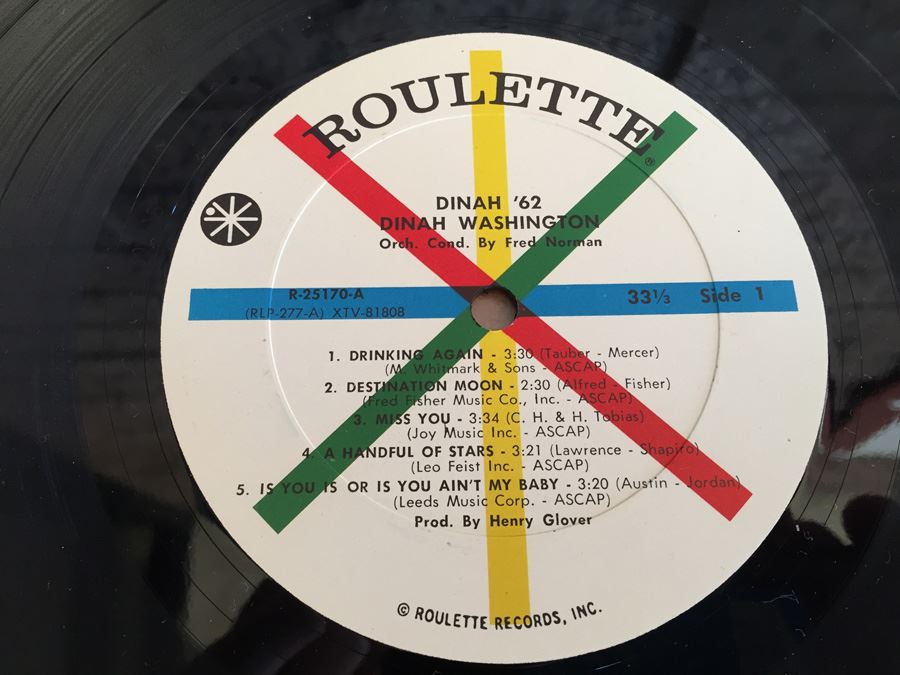 ROULETTE®
DINAH '62
DINAH WASHINGTON
Orch. Cond. By Fred Norman
R-25170-A
(RLP-277-A) XTV-81808
33⅓ Side 1
1. DRINKING AGAIN - 3:30 (Tauber - Mercer)
(M. Whitmark & Sons - ASCAP)
2. DESTINATION MOON - 2:30 (Alfred - Fisher)
(Fred Fisher Music Co., Inc. - ASCAP)
3. MISS YOU - 3:34 (C. H. & H. Tobias)
(Joy Music Inc. - ASCAP)
4. A HANDFUL OF STARS - 3:21 (Lawrence - Shapiro)
(Leo Feist Inc. - ASCAP)
5. IS YOU IS OR IS YOU AIN'T MY BABY - 3:20 (Austin - Jordan)
(Leeds Music Corp. - ASCAP)
Prod. By Henry Glover
© ROULETTE RECORDS, INC.